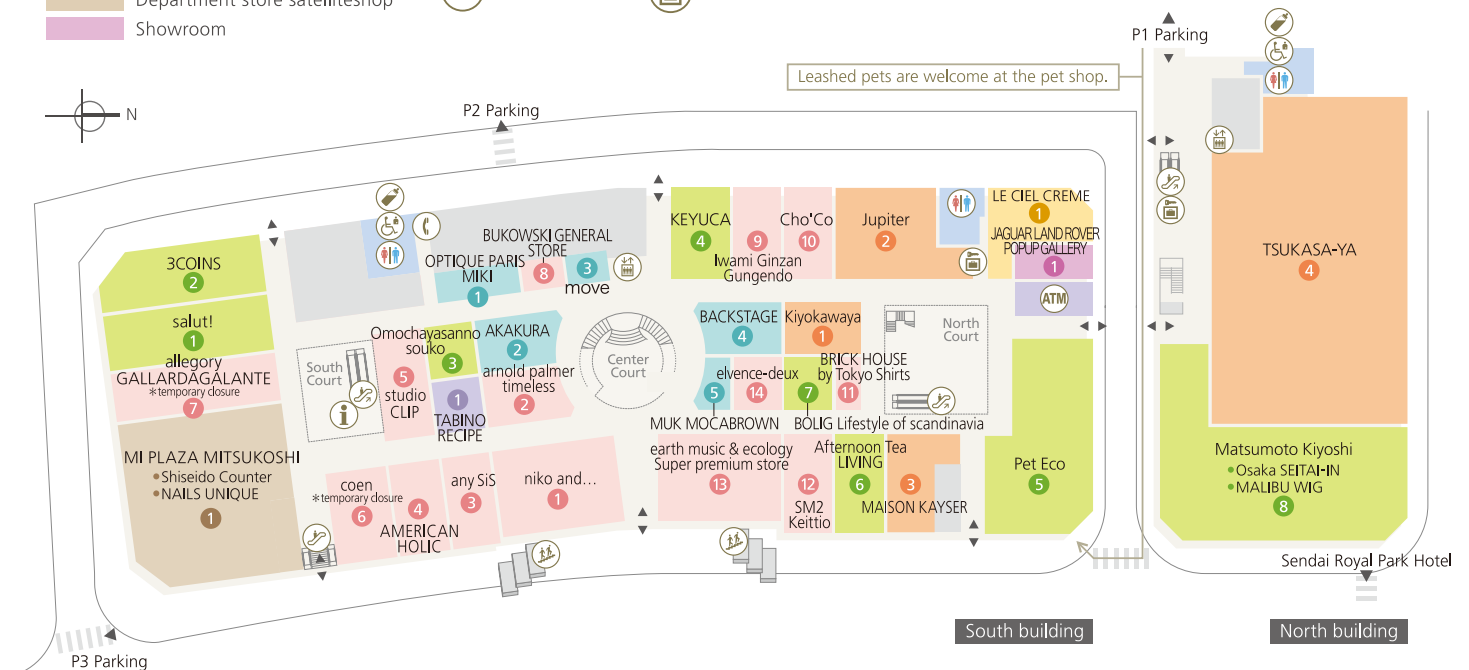 Department store satelliteshop
Showroom
N
P2 Parking
P1 Parking
Leashed pets are welcome at the pet shop.
3COINS
2
salut!
1
allegory
GALLARDAGALANTE
*temporary closure
7
MI PLAZA MITSUKOSHI
Shiseido Counter
NAILS UNIQUE
1
South
Court
i
OPTIQUE PARIS
MIKI
1
BUKOWSKI GENERAL
STORE
8
3
move
Omochayasanno
souko
3
AKAKURA
2
5
studio
CLIP
1
TABINO
RECIPE
arnold palmer
timeless
2
coen
*temporary closure
6
4
AMERICAN
HOLIC
any SiS
3
niko and...
1
Center
Court
KEYUCA
4
9
Iwami Ginzan
Gungendo
Cho'Co
10
Jupiter
2
LE CIEL CREME
1
JAGUAR LAND ROVER
POPUP GALLERY
1
ATM
BACKSTAGE
4
Kiyokawaya
1
North
Court
5
MUK MOCABROWN
elvence-deux
14
7
BOLIG Lifestyle of scandinavia
BRICK HOUSE
by Tokyo Shirts
11
earth music & ecology
Super premium store
13
12
SM2
Keittio
Afternoon Tea
LIVING
6
3
MAISON KAYSER
Pet Eco
5
TSUKASA-YA
4
Matsumoto Kiyoshi
Osaka SEITAI-IN
MALIBU WIG
8
Sendai Royal Park Hotel
South building
North building
P3 Parking